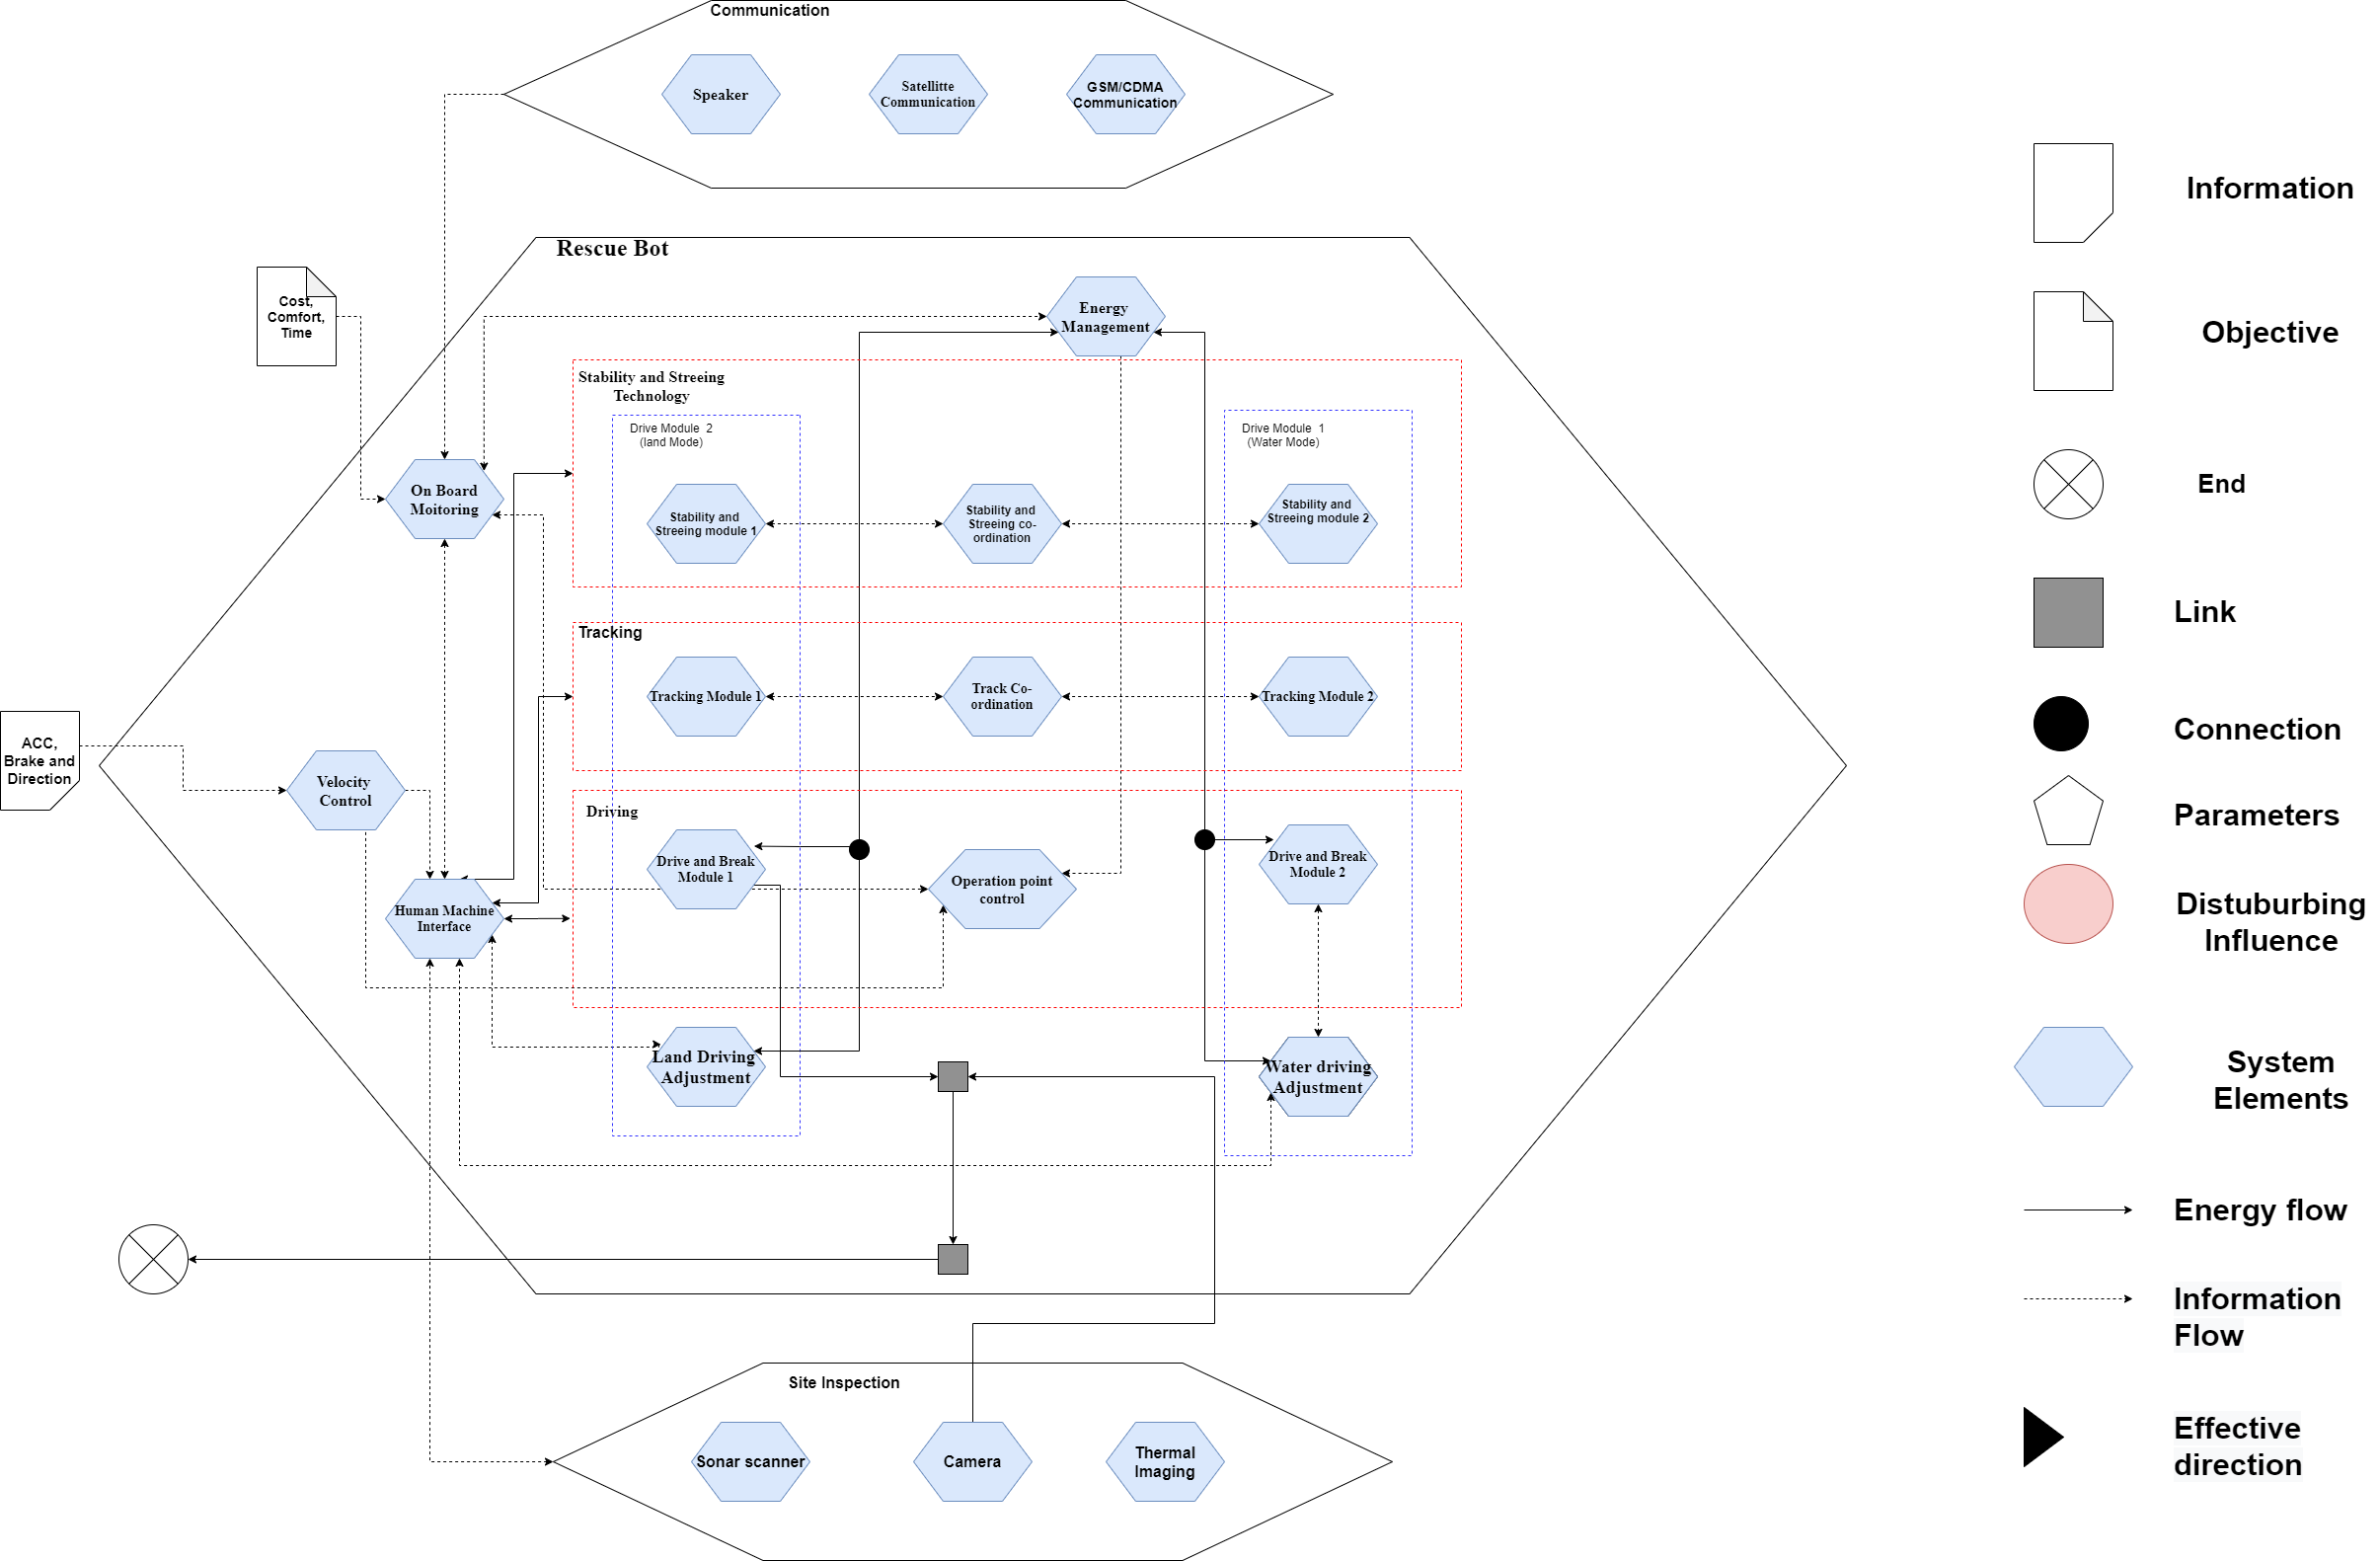 Communication
Speaker
Satellitte
Communication
GSM/CDMA
Communication
Rescue Bot
Cost,
Comfort,
Time
Energy
Management
Stability and Streeing
Technology
Drive Module 2
(land Mode)
Drive Module 1
(Water Mode)
On Board
Moitoring
Stability and
Streeing module 1
Stability and
Streeing co-
ordination
Stability and
Streeing module 2
Tracking
Tracking Module 1
Track Co-
ordination
Tracking Module 2
ACC,
Brake and
Direction
Velocity
Control
Driving
Drive and Break
Module 1
Operation point
control
Drive and Break
Module 2
Human Machine
Interface
Land Driving
Adjustment
Water driving
Adjustment
Site Inspection
Sonar scanner
Camera
Thermal
Imaging
Information
Objective
End
Link
Connection
Parameters
Distuburbing
Influence
System
Elements
Energy flow
Information
Flow
Effective
direction